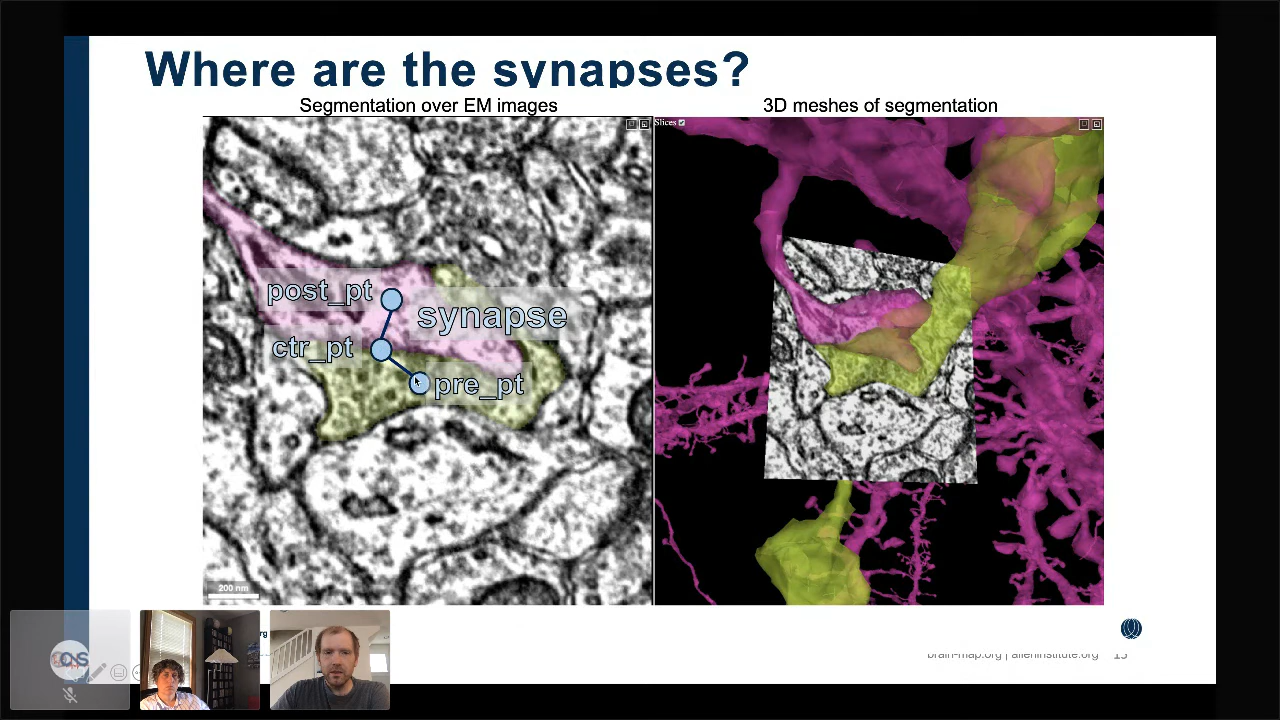 Where are the synapses?
Segmentation over EM images
3D meshes of segmentation
Slices
post_pt
synapse
ctr_pt
pre_pt
200 nm
brain-map.org | alleninstitute.org